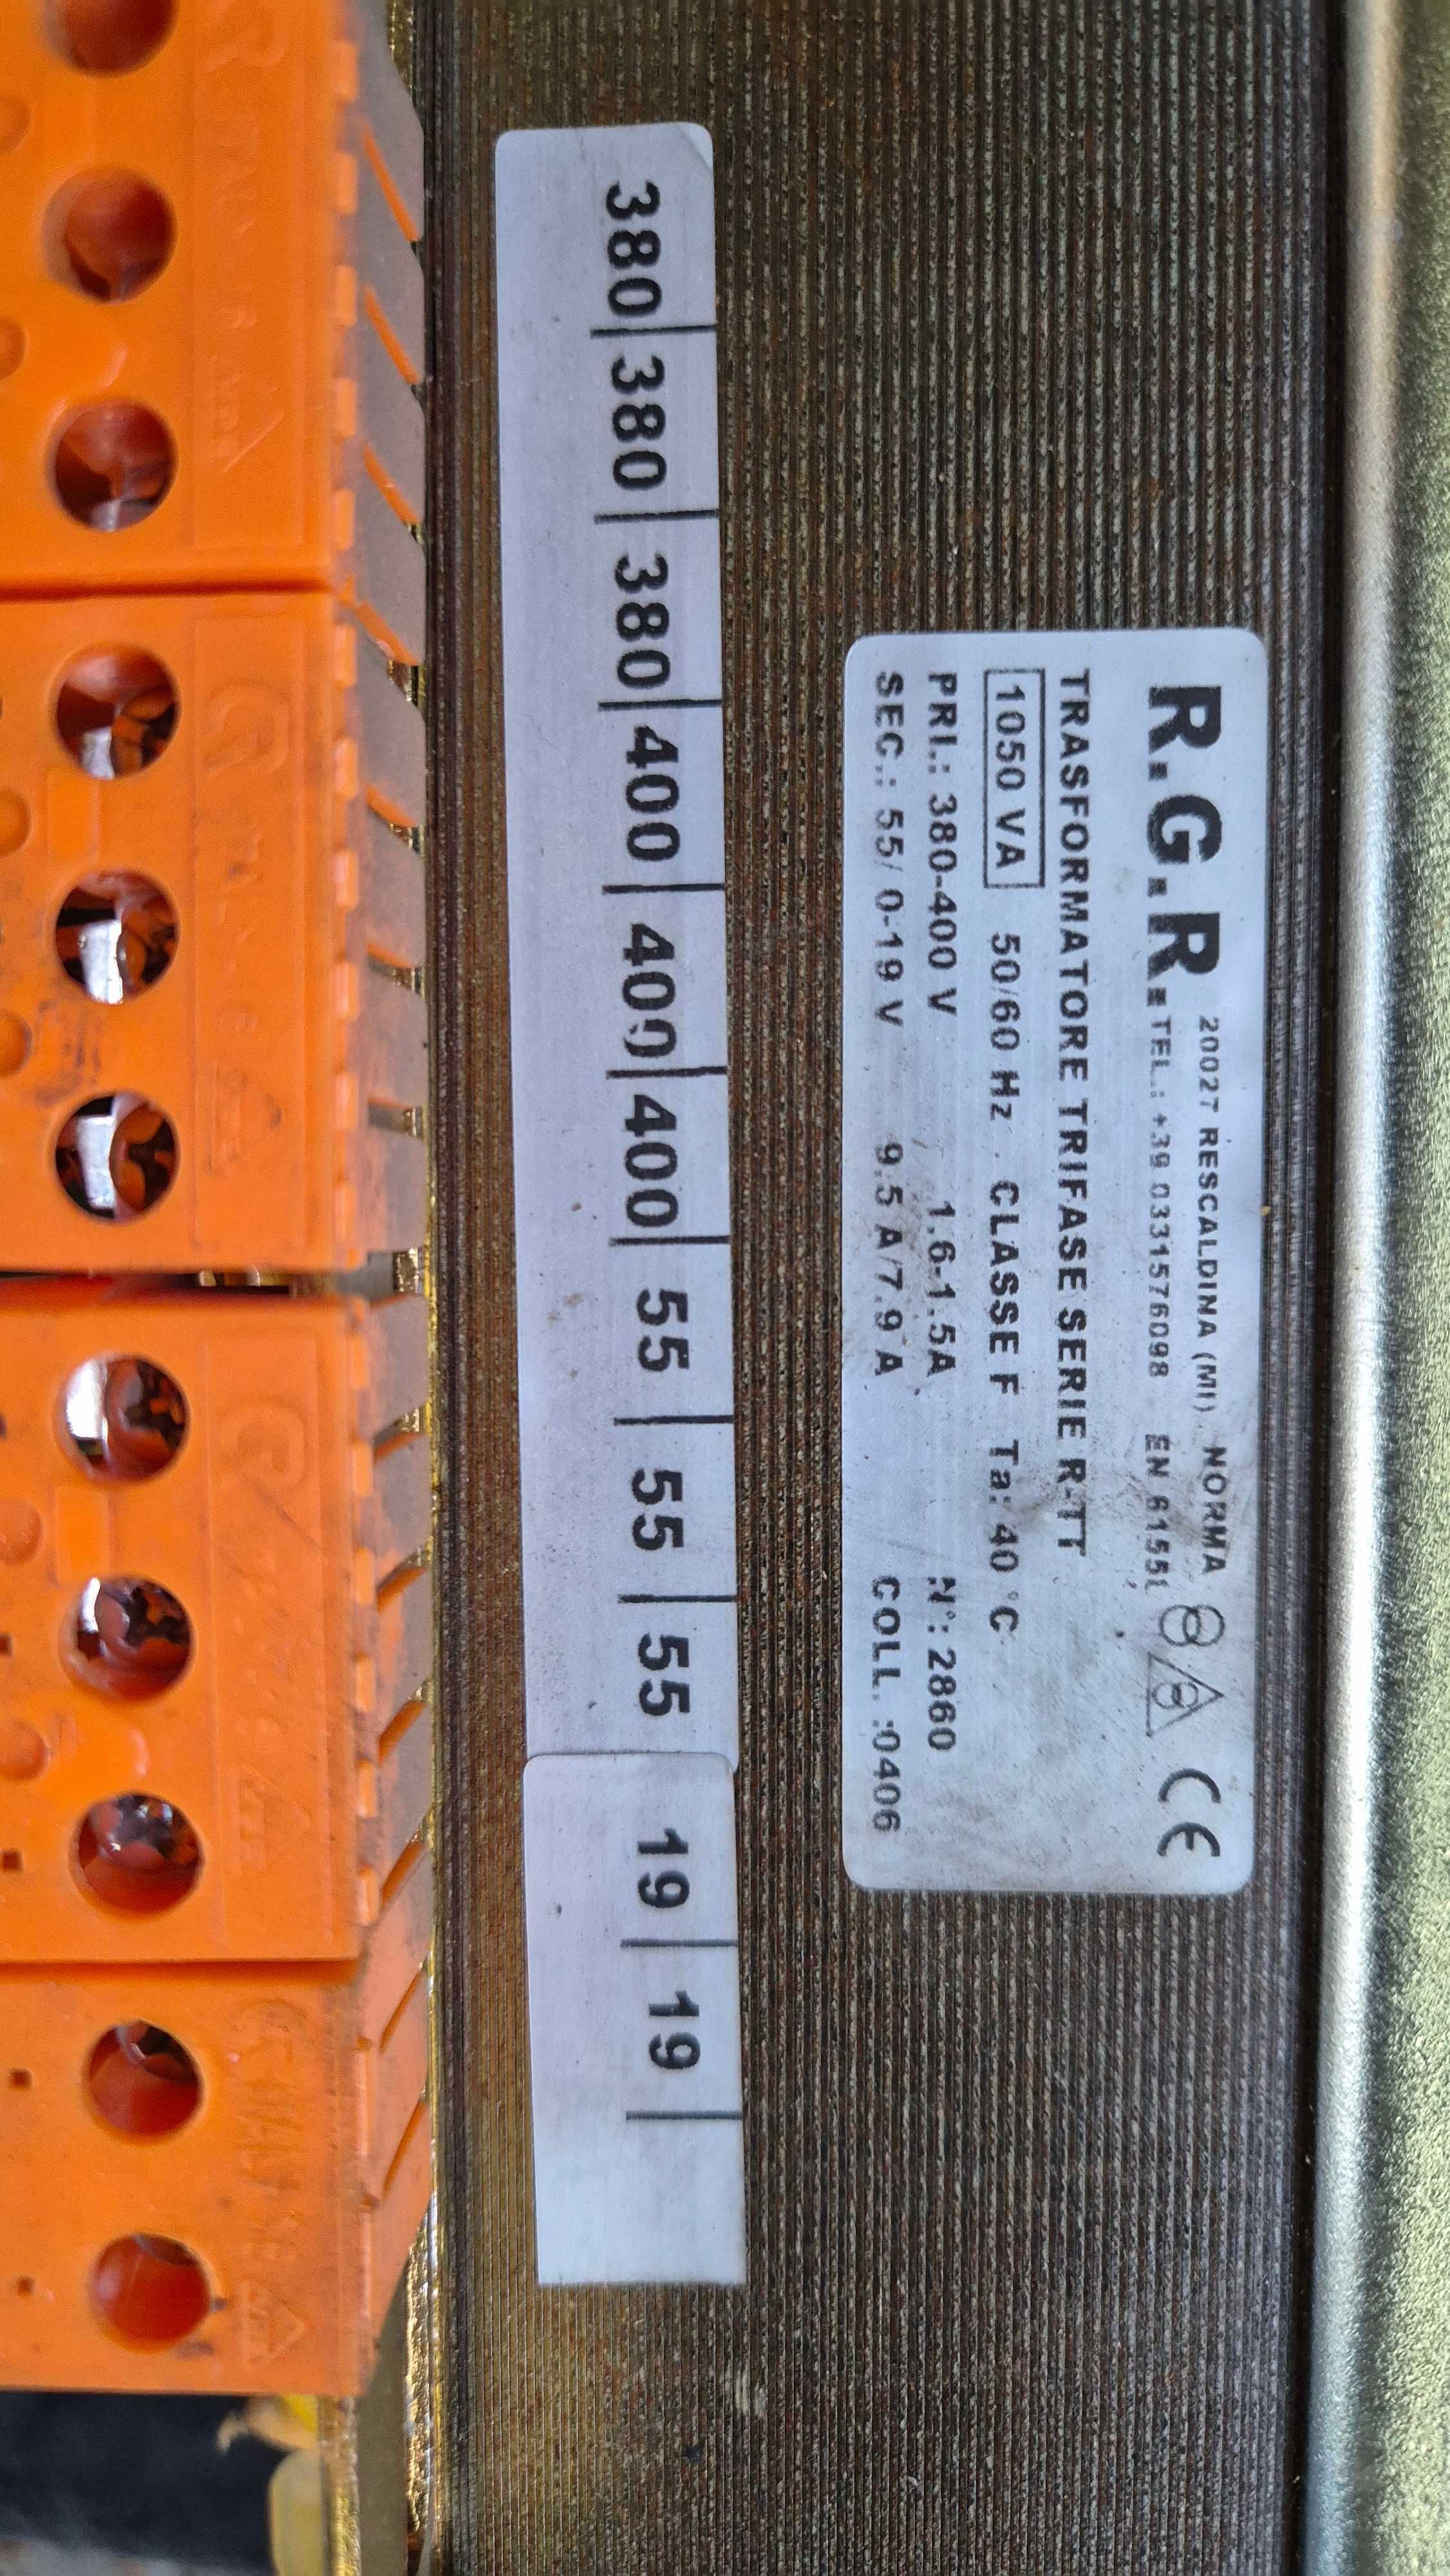 R.G.R. 20027 RESCALDINA (MI) NORMA
TEL.: +39 0331576098 EN 61558 CE
TRASFORMATORE TRIFASE SERIE R-TT
1050 VA 50/60 Hz CLASSE F Ta: 40 °C
PRI.: 380-400 V 1.6-1.5A N°: 2860
SEC.: 55/ 0-19 V 9.5 A/7.9 A COLL.:0406
380 380 380 400 400 400 55 55 55 19 19